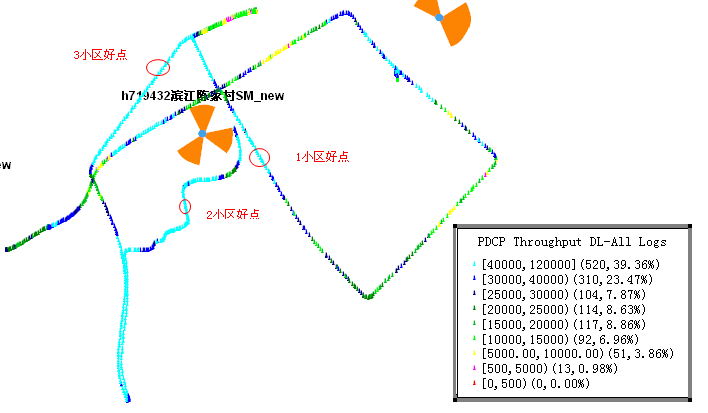 3小区好点
h719432滨江陈家村SM_new
1小区好点
ew
2小区好点
PDCP Throughput DL-All Logs
[40000,120000](520,39.36%)
[30000,40000)(310,23.47%)
[25000,30000)(104,7.87%)
[20000,25000)(114,8.63%)
[15000,20000)(117,8.86%)
[10000,15000)(92,6.96%)
[5000.00,10000.00)(51,3.86%)
[500,5000)(13,0.98%)
[0,500)(0,0.00%)